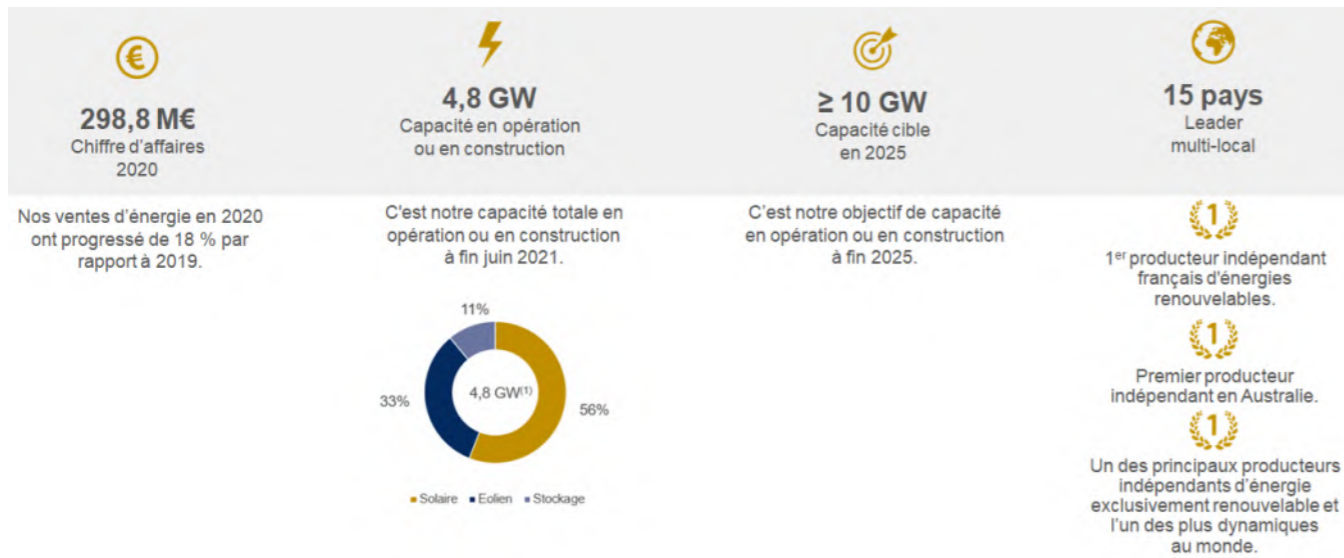 €
298,8 M€
Chiffre d'affaires
2020
Nos ventes d'énergie en 2020
ont progressé de 18 % par
rapport à 2019.
4,8 GW
Capacité en opération
ou en construction
C'est notre capacité totale en
opération ou en construction
à fin juin 2021.
11%
33%
4,8 GW(1)
56%
Solaire Eolien Stockage
≥ 10 GW
Capacité cible
en 2025
C'est notre objectif de capacité
en opération ou en construction
à fin 2025.
15 pays
Leader
multi-local
1
1er producteur indépendant
français d'énergies
renouvelables.
1
Premier producteur
indépendant en Australie.
1
Un des principaux producteurs
indépendants d'énergie
exclusivement renouvelable et
l'un des plus dynamiques
au monde.